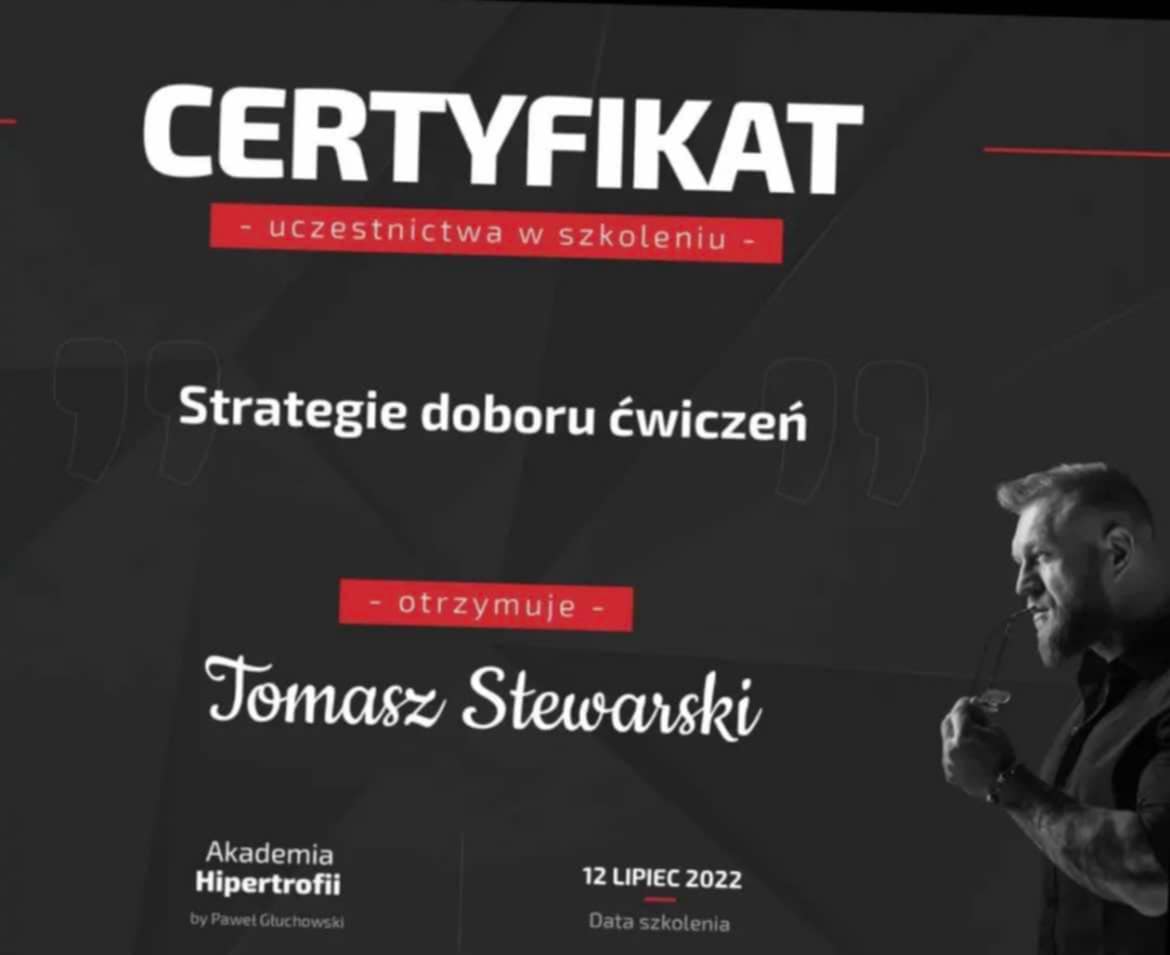 CERTYFIKAT
- uczestnictwa w szkoleniu -
Strategie doboru ćwiczeń
- otrzymuje -
Tomasz Stewarski
Akademia
Hipertrofii
by Paweł Głuchowski
12 LIPIEC 2022
Data szkolenia